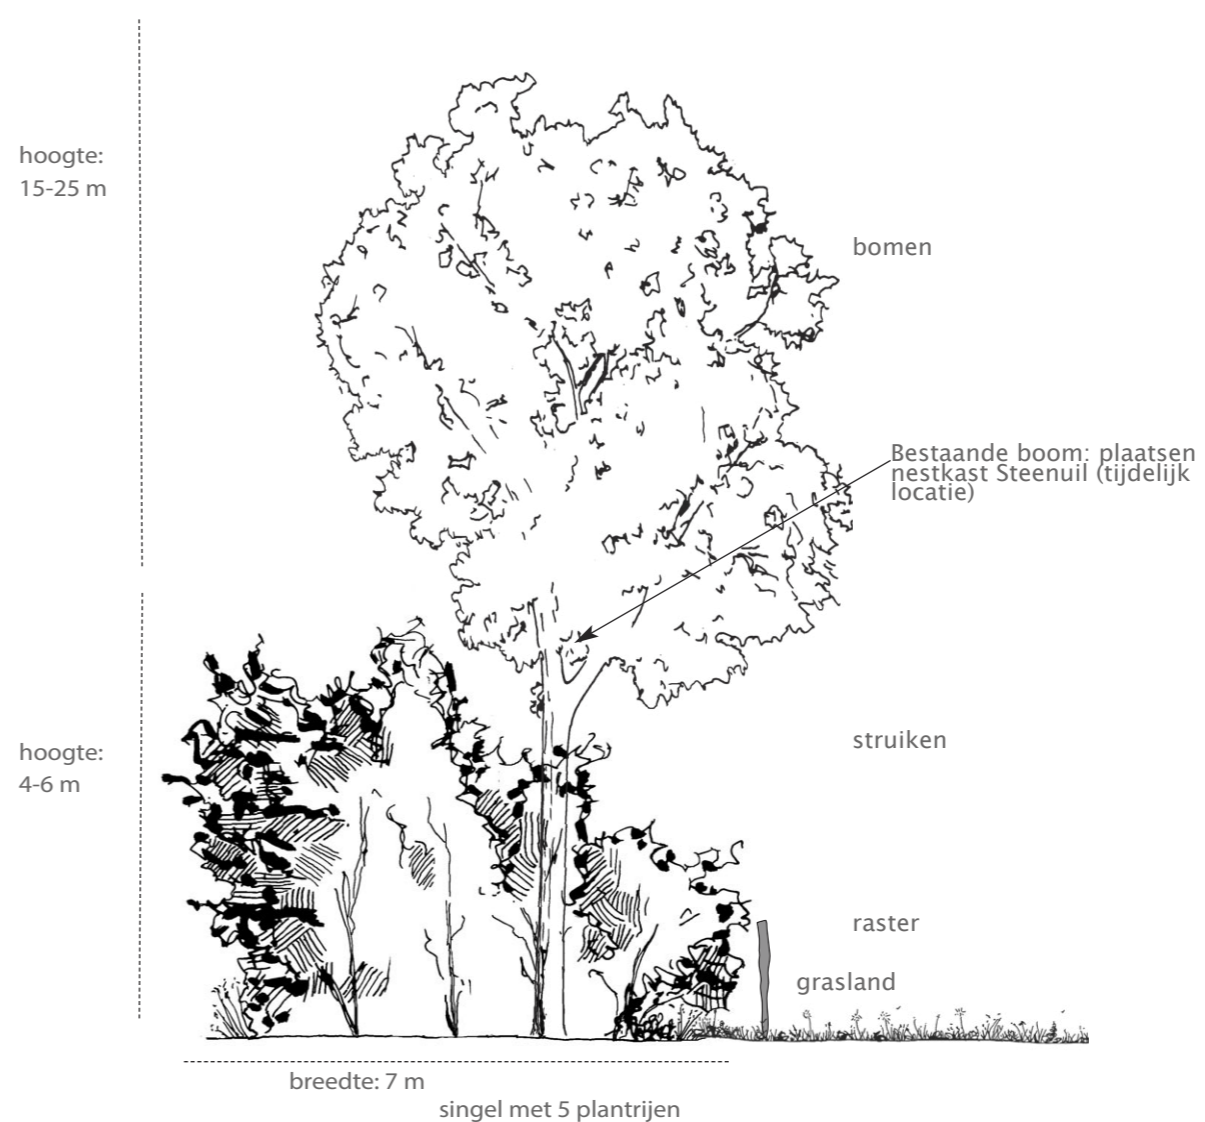 hoogte:
15-25 m
bomen
Bestaande boom: plaatsen
nestkast Steenuil (tijdelijk
locatie)
hoogte:
4-6 m
struiken
raster
grasland
breedte: 7 m
singel met 5 plantrijen